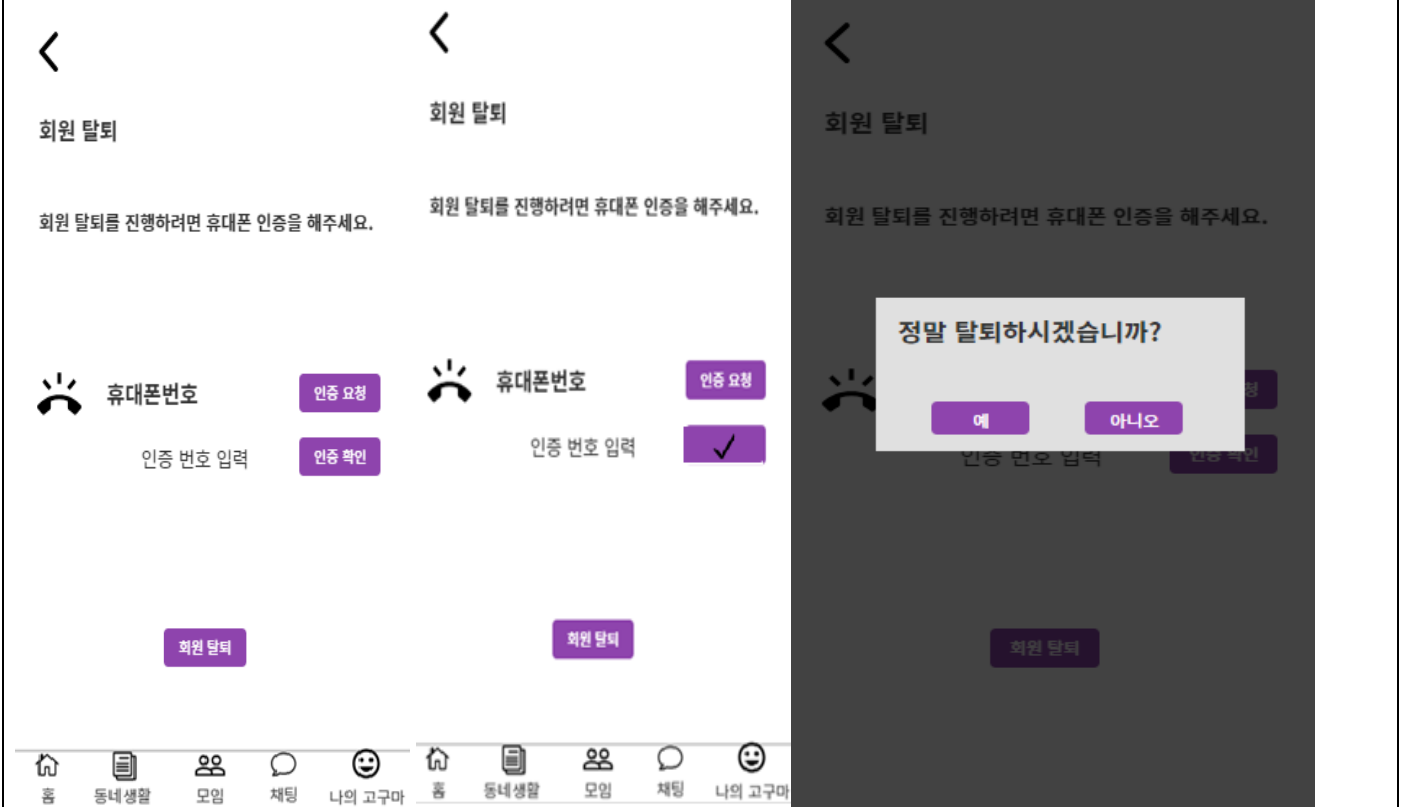 회원 탈퇴
회원 탈퇴를 진행하려면 휴대폰 인증을 해주세요.
휴대폰번호
인증 요청
인증 번호 입력
인증 확인
회원 탈퇴
홈
동네생활
모임
채팅
나의 고구마
회원 탈퇴
회원 탈퇴를 진행하려면 휴대폰 인증을 해주세요.
휴대폰번호
인증 요청
인증 번호 입력
회원 탈퇴
홈
동네생활
모임
채팅
나의 고구마
회원 탈퇴
회원 탈퇴를 진행하려면 휴대폰 인증을 해주세요.
정말 탈퇴하시겠습니까?
청
예
아니오
인증 번호 입력
인증 확인
회원 탈퇴